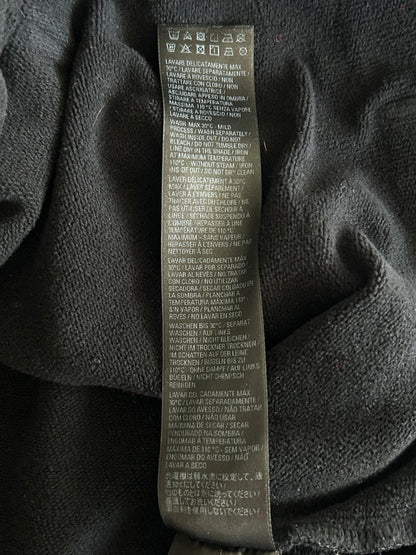 LAVARE DELICATAMENTE MAX
30°C / LAVARE SEPARATAMENTE /
LAVARE A ROVESCIO / NON
TRATTARE CON CLORO / NON
USARE ASCIUGATRICE /
ASCIUGARE APPESO IN OMBRA /
STIRARE A TEMPERATURA
MASSIMA 110°C SENZA VAPORE
/ STIRARE A ROVESCIO / NON
LAVARE A SECCO
WASH MAX 30°C - MILD
PROCESS / WASH SEPARATELY /
WASH INSIDE OUT / DO NOT
BLEACH / DO NOT TUMBLE DRY /
LINE DRY IN THE SHADE / IRON
AT MAXIMUM TEMPERATURE
110°C - WITHOUT STEAM / IRON
INSIDE OUT / DO NOT DRY CLEAN
LAVER DÉLICATEMENT À 30°C
MAX / LAVER SÉPARÉMENT /
LAVER À L'ENVERS / NE PAS
TRAITER AVEC DU CHLORE / NE
PAS UTILISER DE SÉCHOIR À
LINGE / SÉCHAGE SUSPENDU À
L'OMBRE / REPASSER À UNE
TEMPÉRATURE DE 110°C
MAXIMUM - SANS VAPEUR /
REPASSER À L'ENVERS / NE PAS
NETTOYER À SEC
LAVAR DELICADAMENTE MAX
30°C / LAVAR POR SEPARADO /
LAVAR AL REVÉS / NO TRATAR
CON CLORO / NO UTILIZAR
SECADORA / SECAR COLGADO EN
LA SOMBRA / PLANCHAR A
TEMPERATURA MÁXIMA 110°
SIN VAPOR / PLANCHAR AL
REVÉS / NO LAVAR EN SECO
WASCHEN BIS 30°C / SEPARAT
WASCHEN / AUF LINKS
WASCHEN / NICHT BLEICHEN /
NICHT IM TROCKNER TROCKNEN
/ IM SCHATTEN AUF DER LEINE
TROCKNEN / BÜGELN BIS ZU
110°C - OHNE DAMPF / AUF LINKS
BÜGELN / NICHT CHEMISCH
REINIGEN
LAVAR DELICADAMENTE MAX
30°C / LAVAR SEPARADAMENTE /
LAVAR DO AVESSO / NÃO TRATAR
COM CLORO / NÃO USAR
MÁQUINA DE SECAR / SECAR
PENDURADO NA SOMBRA /
ENGOMAR À TEMPERATURA
MÁXIMA DE 110°C - SEM VAPOR /
ENGOMAR DO AVESSO / NÃO
LAVAR A SECO